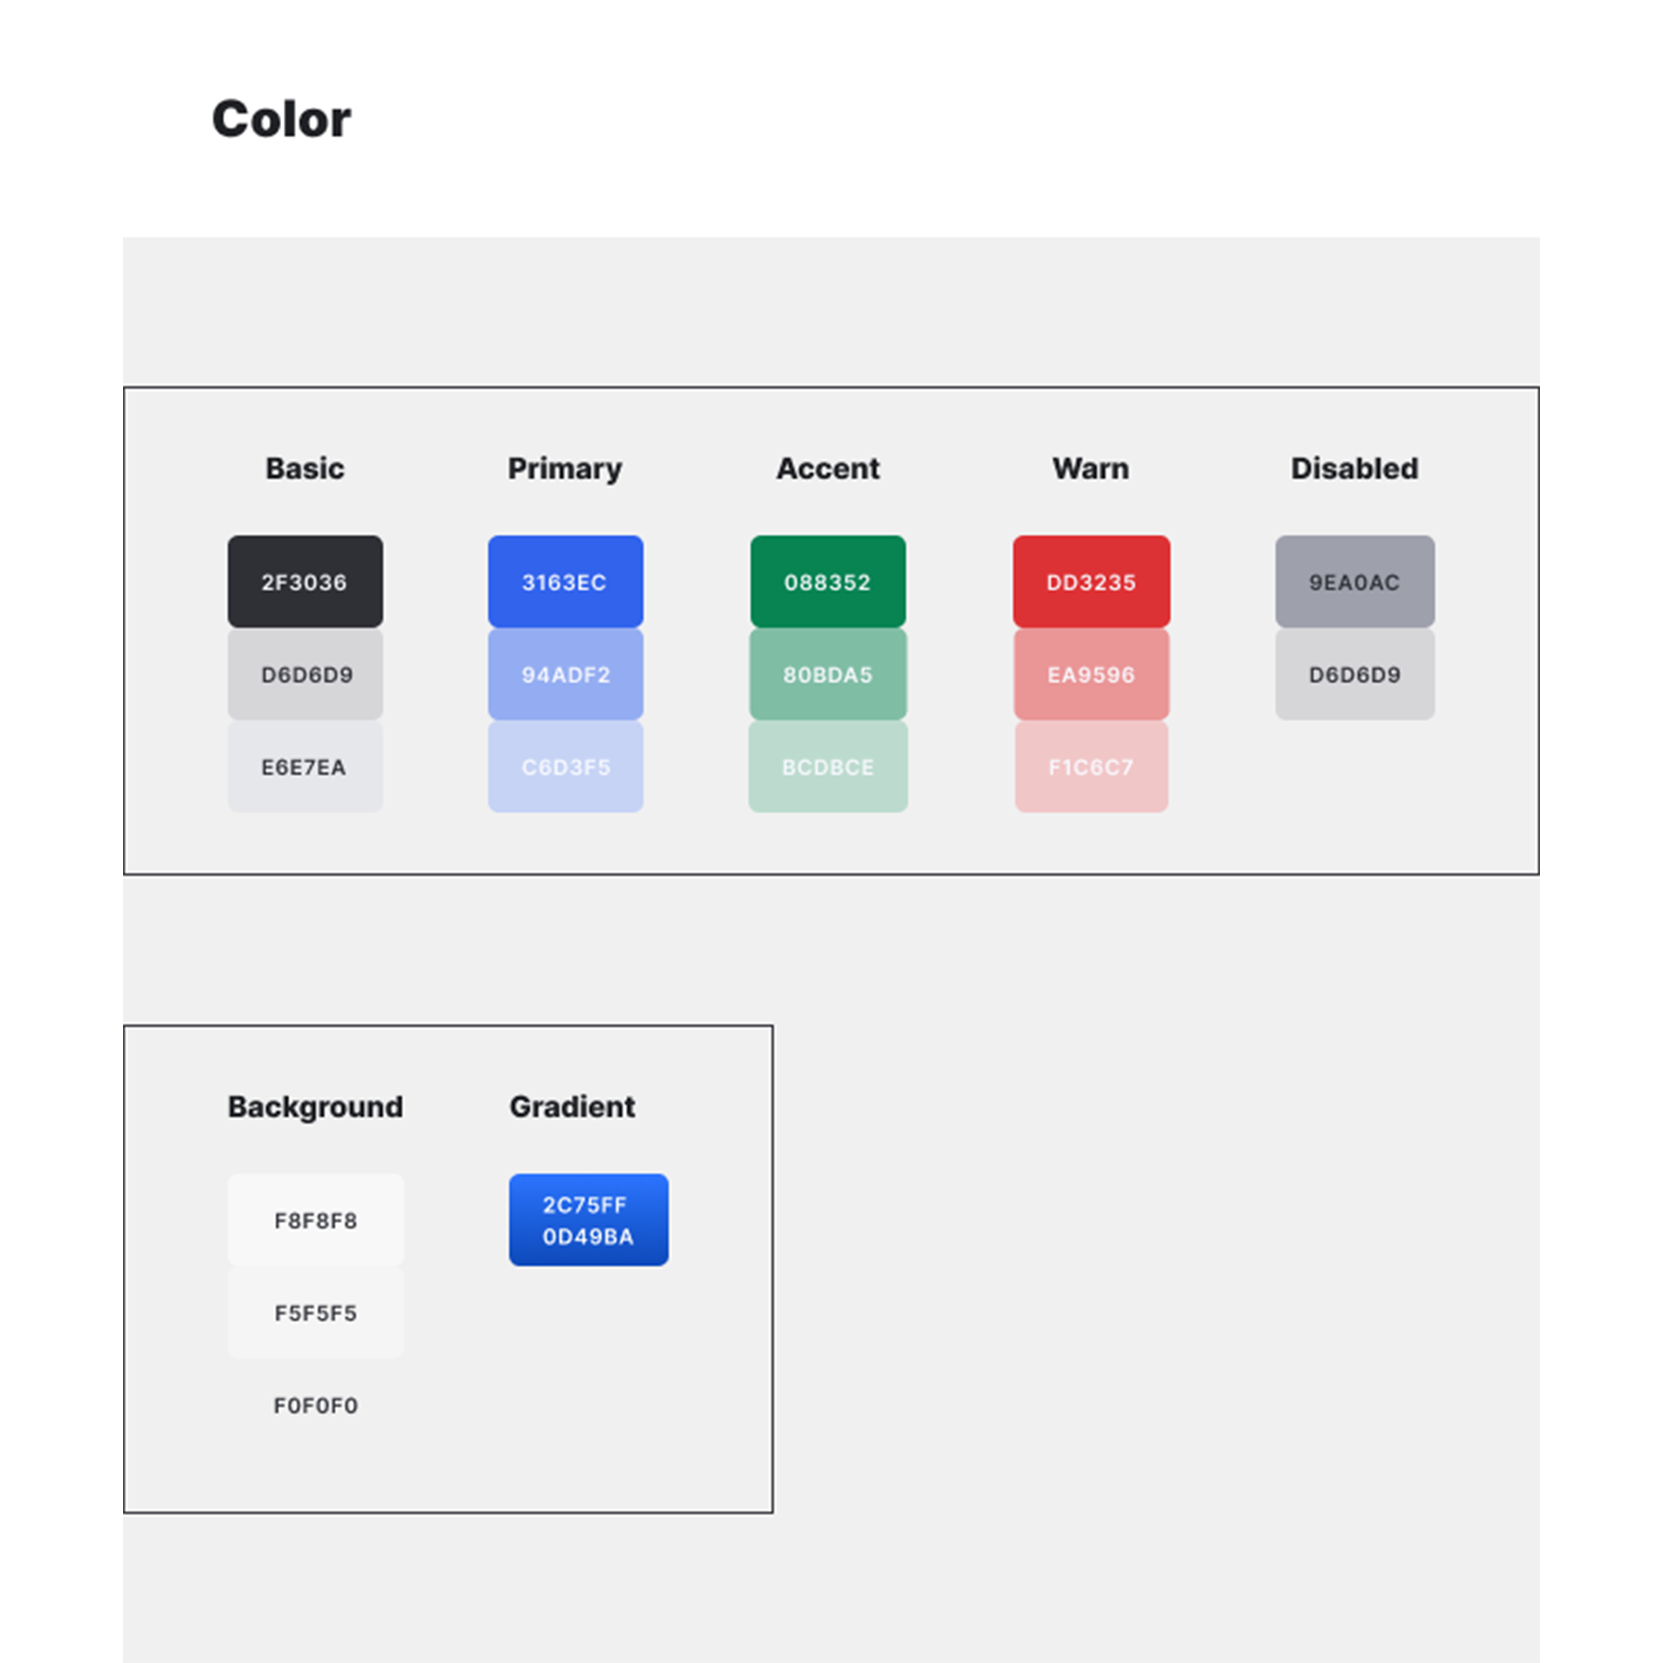 Color
Basic
Primary
Accent
Warn
Disabled
2F3036
3163EC
088352
DD3235
9EA0AC
D6D6D9
94ADF2
80BDA5
EA9596
D6D6D9
E6E7EA
C6D3F5
BCDBCE
F1C6C7
Background
Gradient
F8F8F8
2C75FF
0D49BA
F5F5F5
F0F0F0